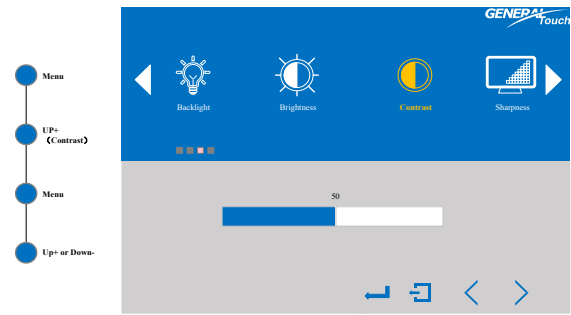 GENERAL
Touch
Menu
UP+
(Contrast)
Menu
Up+ or Down-
Backlight
Brightness
Contrast
Sharpness
50